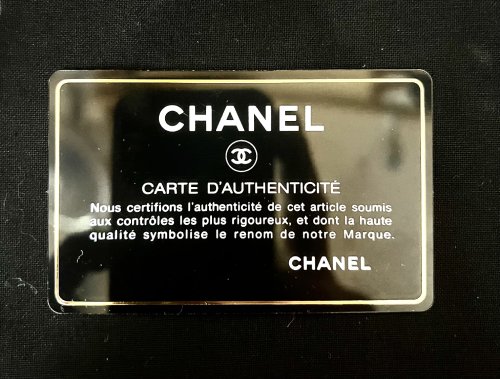 CHANEL
CARTE D'AUTHENTICITÉ
Nous certifions l'authenticité de cet article soumis
aux contrôles les plus rigoureux, et dont la haute
qualité symbolise le renom de notre Marque.
CHANEL